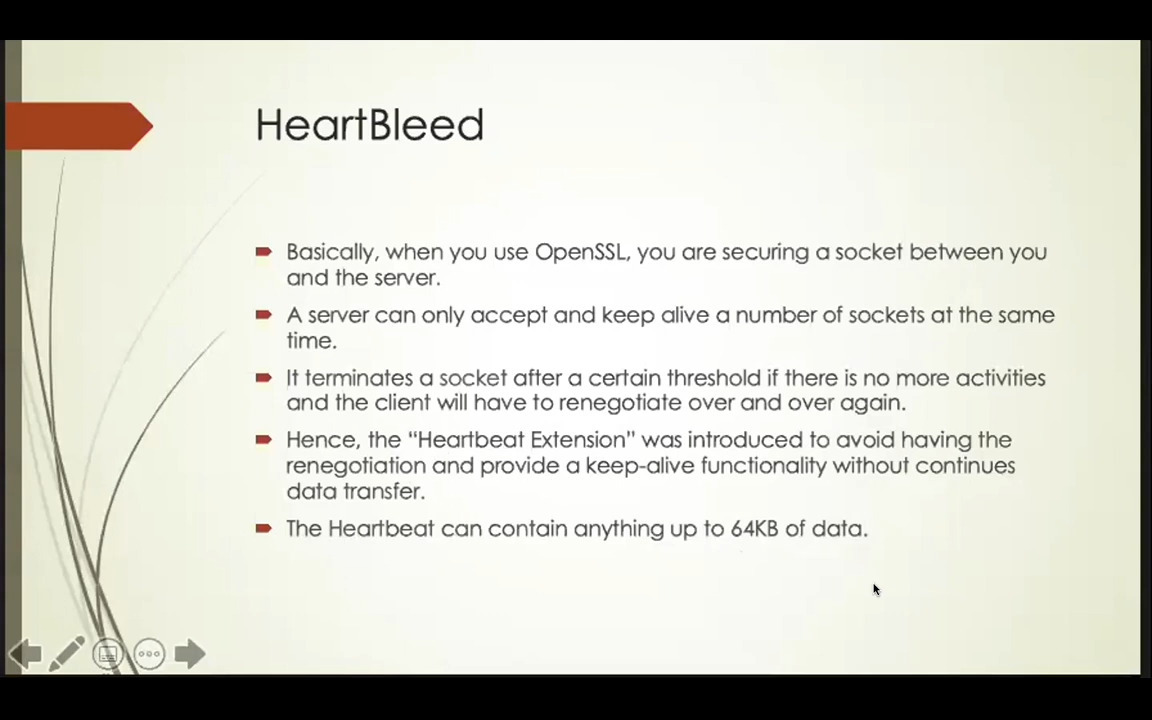 HeartBleed
Basically, when you use OpenSSL, you are securing a socket between you
and the server.
A server can only accept and keep alive a number of sockets at the same
time.
It terminates a socket after a certain threshold if there is no more activities
and the client will have to renegotiate over and over again.
Hence, the “Heartbeat Extension” was introduced to avoid having the
renegotiation and provide a keep-alive functionality without continues
data transfer.
The Heartbeat can contain anything up to 64KB of data.